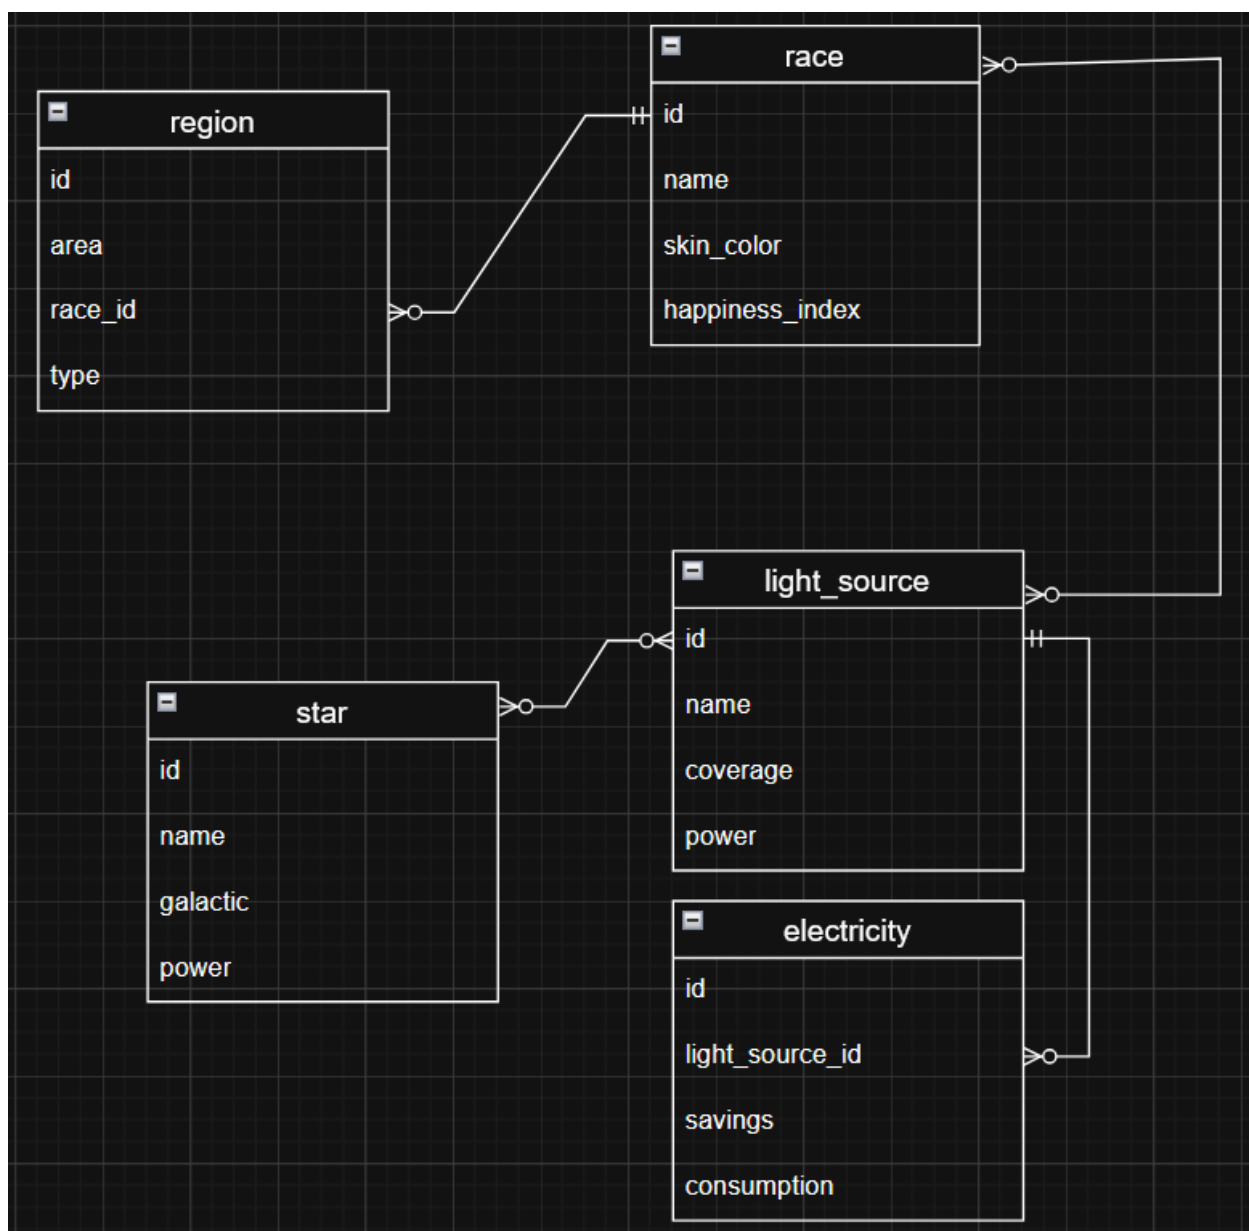 race
id
name
skin_color
happiness_index
region
id
area
race_id
type
light_source
id
name
coverage
power
star
id
name
galactic
power
electricity
id
light_source_id
savings
consumption